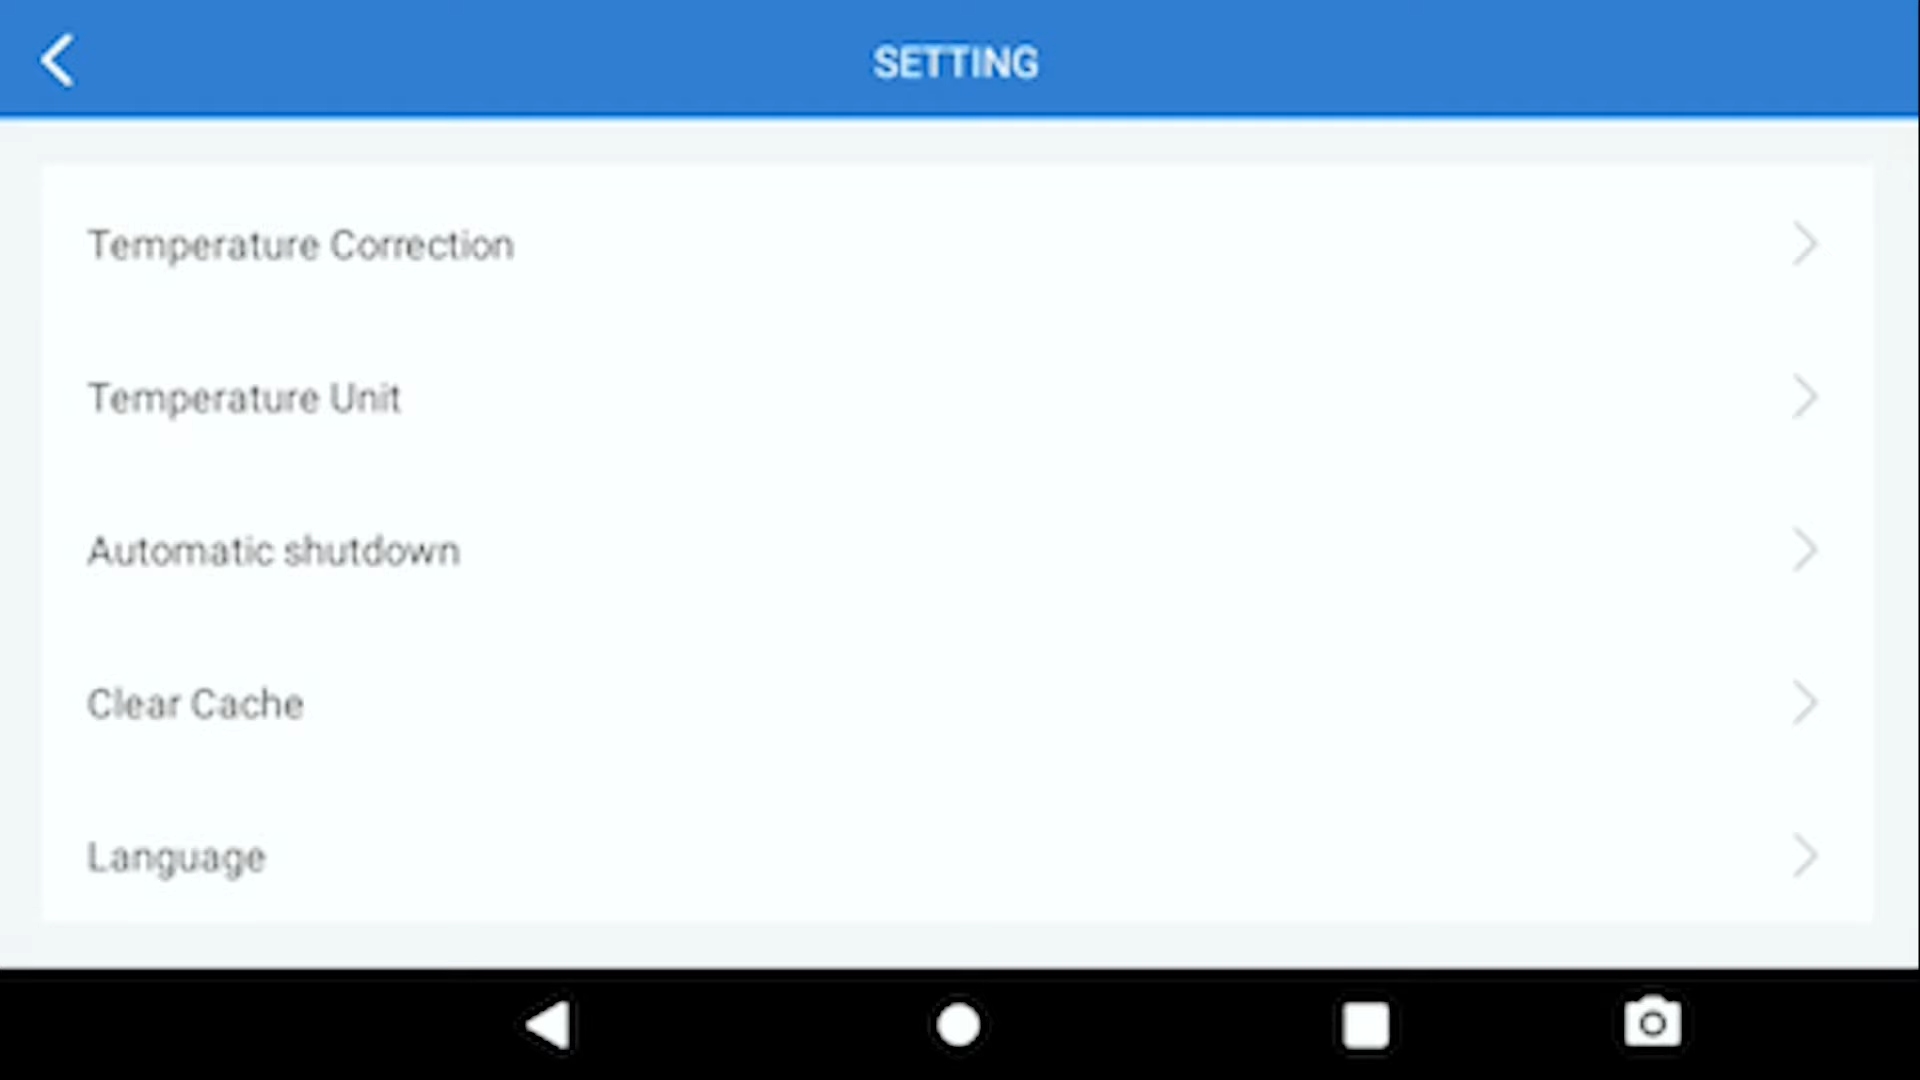 SETTING
Temperature Correction
Temperature Unit
Automatic shutdown
Clear Cache
Language